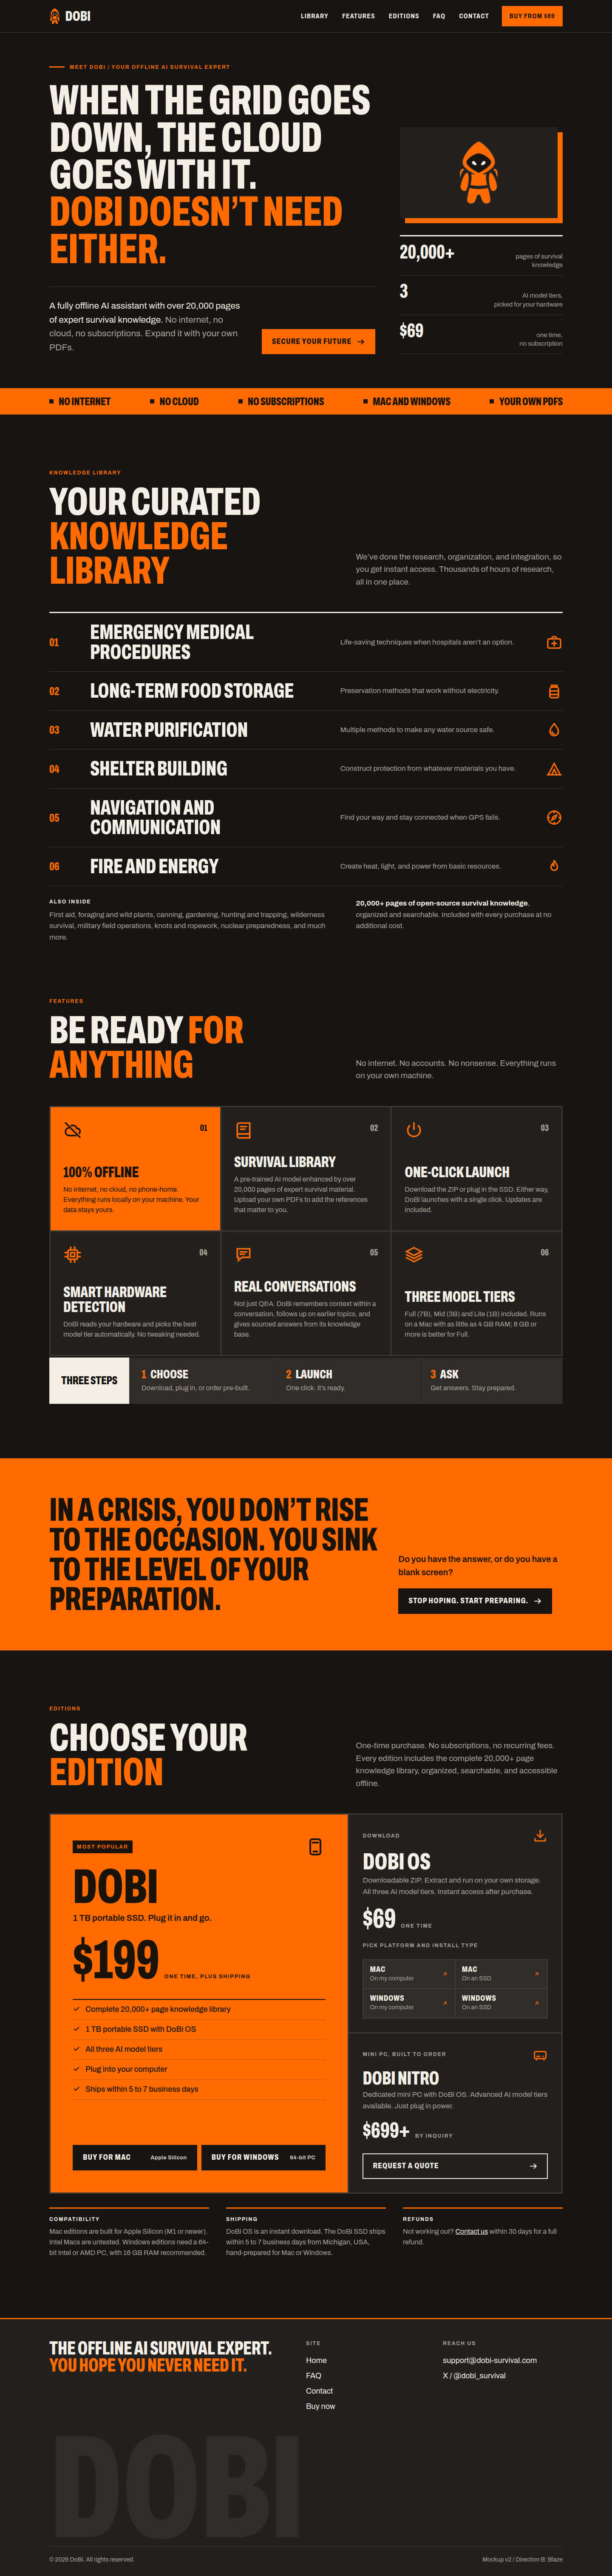 DOBI
LIBRARY
FEATURES
EDITIONS
FAQ
CONTACT
BUY FROM $69
MEET DOBI / YOUR OFFLINE AI SURVIVAL EXPERT
WHEN THE GRID GOES
DOWN, THE CLOUD
GOES WITH IT.
DOBI DOESN’T NEED
EITHER.
A fully offline AI assistant with over 20,000 pages
of expert survival knowledge. No internet, no
cloud, no subscriptions. Expand it with your own
PDFs.
SECURE YOUR FUTURE
20,000+
pages of survival
knowledge
3
AI model tiers,
picked for your hardware
$69
one time,
no subscription
NO INTERNET
NO CLOUD
NO SUBSCRIPTIONS
MAC AND WINDOWS
YOUR OWN PDFS
KNOWLEDGE LIBRARY
YOUR CURATED
KNOWLEDGE
LIBRARY
We’ve done the research, organization, and integration, so
you get instant access. Thousands of hours of research,
all in one place.
01
EMERGENCY MEDICAL
PROCEDURES
Life-saving techniques when hospitals aren’t an option.
02
LONG-TERM FOOD STORAGE
Preservation methods that work without electricity.
03
WATER PURIFICATION
Multiple methods to make any water source safe.
04
SHELTER BUILDING
Construct protection from whatever materials you have.
05
NAVIGATION AND
COMMUNICATION
Find your way and stay connected when GPS fails.
06
FIRE AND ENERGY
Create heat, light, and power from basic resources.
ALSO INSIDE
First aid, foraging and wild plants, canning, gardening, hunting and trapping, wilderness
survival, military field operations, knots and ropework, nuclear preparedness, and much
more.
20,000+ pages of open-source survival knowledge,
organized and searchable. Included with every purchase at no
additional cost.
FEATURES
BE READY FOR
ANYTHING
No internet. No accounts. No nonsense. Everything runs
on your own machine.
01
100% OFFLINE
No internet, no cloud, no phone-home.
Everything runs locally on your machine. Your
data stays yours.
02
SURVIVAL LIBRARY
A pre-trained AI model enhanced by over
20,000 pages of expert survival material.
Upload your own PDFs to add the references
that matter to you.
03
ONE-CLICK LAUNCH
Download the ZIP or plug in the SSD. Either way,
DoBi launches with a single click. Updates are
included.
04
SMART HARDWARE
DETECTION
DoBi reads your hardware and picks the best
model tier automatically. No tweaking needed.
05
REAL CONVERSATIONS
Not just Q&A. DoBi remembers context within a
conversation, follows up on earlier topics, and
gives sourced answers from its knowledge
base.
06
THREE MODEL TIERS
Full (7B), Mid (3B) and Lite (1B) included. Runs
on a Mac with as little as 4 GB RAM; 8 GB or
more is better for Full.
THREE STEPS
1 CHOOSE
Download, plug in, or order pre-built.
2 LAUNCH
One click. It’s ready.
3 ASK
Get answers. Stay prepared.
IN A CRISIS, YOU DON’T RISE
TO THE OCCASION. YOU SINK
TO THE LEVEL OF YOUR
PREPARATION.
Do you have the answer, or do you have a
blank screen?
STOP HOPING. START PREPARING.
EDITIONS
CHOOSE YOUR
EDITION
One-time purchase. No subscriptions, no recurring fees.
Every edition includes the complete 20,000+ page
knowledge library, organized, searchable, and accessible
offline.
MOST POPULAR
DOBI
1 TB portable SSD. Plug it in and go.
$199 ONE TIME, PLUS SHIPPING
Complete 20,000+ page knowledge library
1 TB portable SSD with DoBi OS
All three AI model tiers
Plug into your computer
Ships within 5 to 7 business days
BUY FOR MAC Apple Silicon
BUY FOR WINDOWS 64-bit PC
DOWNLOAD
DOBI OS
Downloadable ZIP. Extract and run on your own storage.
All three AI model tiers. Instant access after purchase.
$69 ONE TIME
PICK PLATFORM AND INSTALL TYPE
MAC
On my computer
MAC
On an SSD
WINDOWS
On my computer
WINDOWS
On an SSD
MINI PC, BUILT TO ORDER
DOBI NITRO
Dedicated mini PC with DoBi OS. Advanced AI model tiers
available. Just plug in power.
$699+ BY INQUIRY
REQUEST A QUOTE
COMPATIBILITY
Mac editions are built for Apple Silicon (M1 or newer).
Intel Macs are untested. Windows editions need a 64-
bit Intel or AMD PC, with 16 GB RAM recommended.
SHIPPING
DoBi OS is an instant download. The DoBi SSD ships
within 5 to 7 business days from Michigan, USA,
hand-prepared for Mac or Windows.
REFUNDS
Not working out? Contact us within 30 days for a full
refund.
THE OFFLINE AI SURVIVAL EXPERT.
YOU HOPE YOU NEVER NEED IT.
SITE
Home
FAQ
Contact
Buy now
REACH US
support@dobi-survival.com
X / @dobi_survival
DOBI
© 2026 DoBi. All rights reserved.
Mockup v2 / Direction B: Blaze